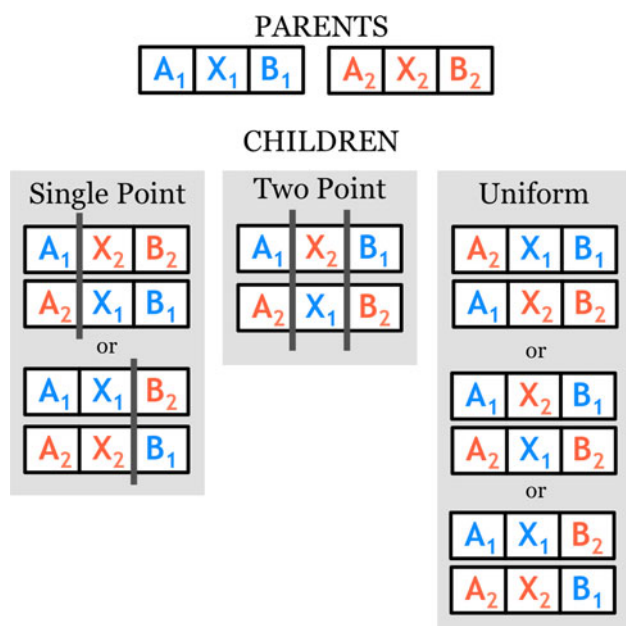 PARENTS
A₁ X₁ B₁ A₂ X₂ B₂
CHILDREN
Single Point
A₁ X₂ B₂
A₂ X₁ B₁
or
A₁ X₁ B₂
A₂ X₂ B₁
Two Point
A₁ X₂ B₁
A₂ X₁ B₂
Uniform
A₂ X₁ B₁
A₁ X₂ B₂
or
A₁ X₂ B₁
A₂ X₁ B₂
or
A₁ X₁ B₂
A₂ X₂ B₁